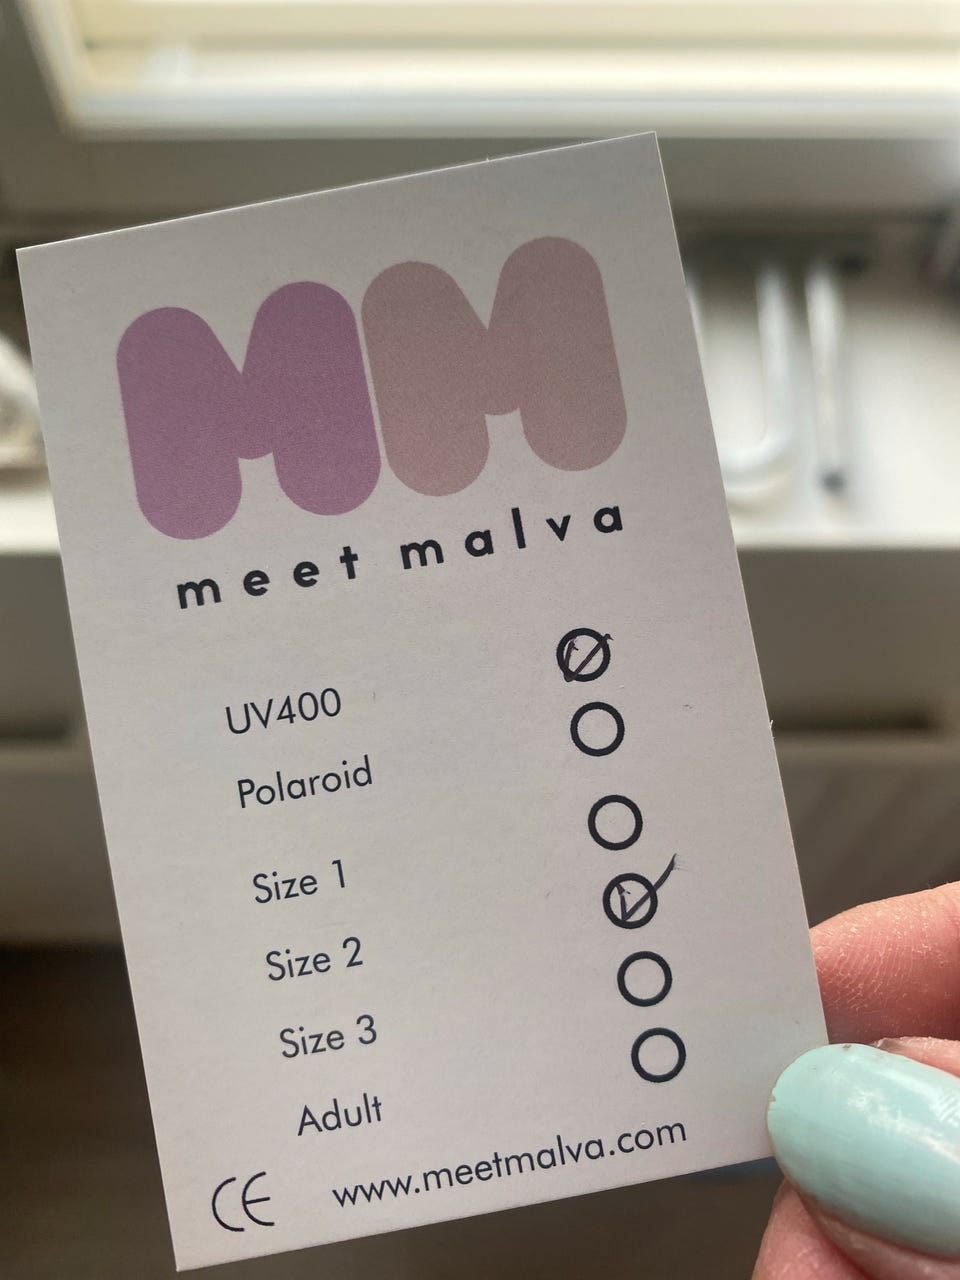 MM
meet malva
UV400
Polaroid
Size 1
Size 2
Size 3
Adult
CE www.meetmalva.com